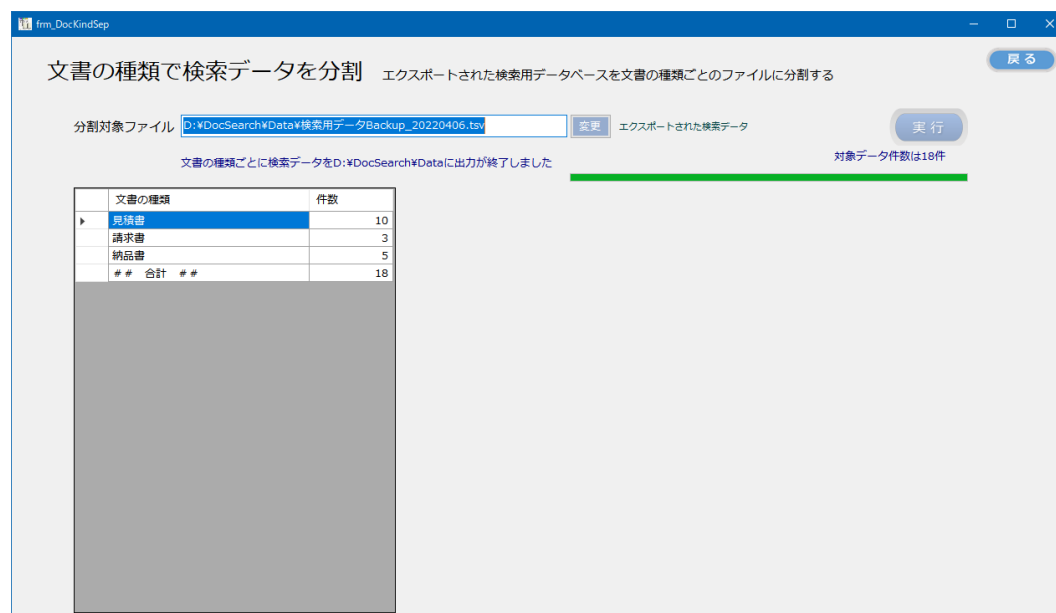 frm_DocKindSep
戻る
文書の種類で検索データを分割 エクスポートされた検索用データベースを文書の種類ごとのファイルに分割する
分割対象ファイル D:¥DocSearch¥Data¥検索用データBackup_20220406.tsv 変更 エクスポートされた検索データ 実行
文書の種類ごとに検索データをD:¥DocSearch¥Dataに出力が終了しました 対象データ件数は18件
文書の種類 件数
見積書 10
請求書 3
納品書 5
## 合計 ## 18